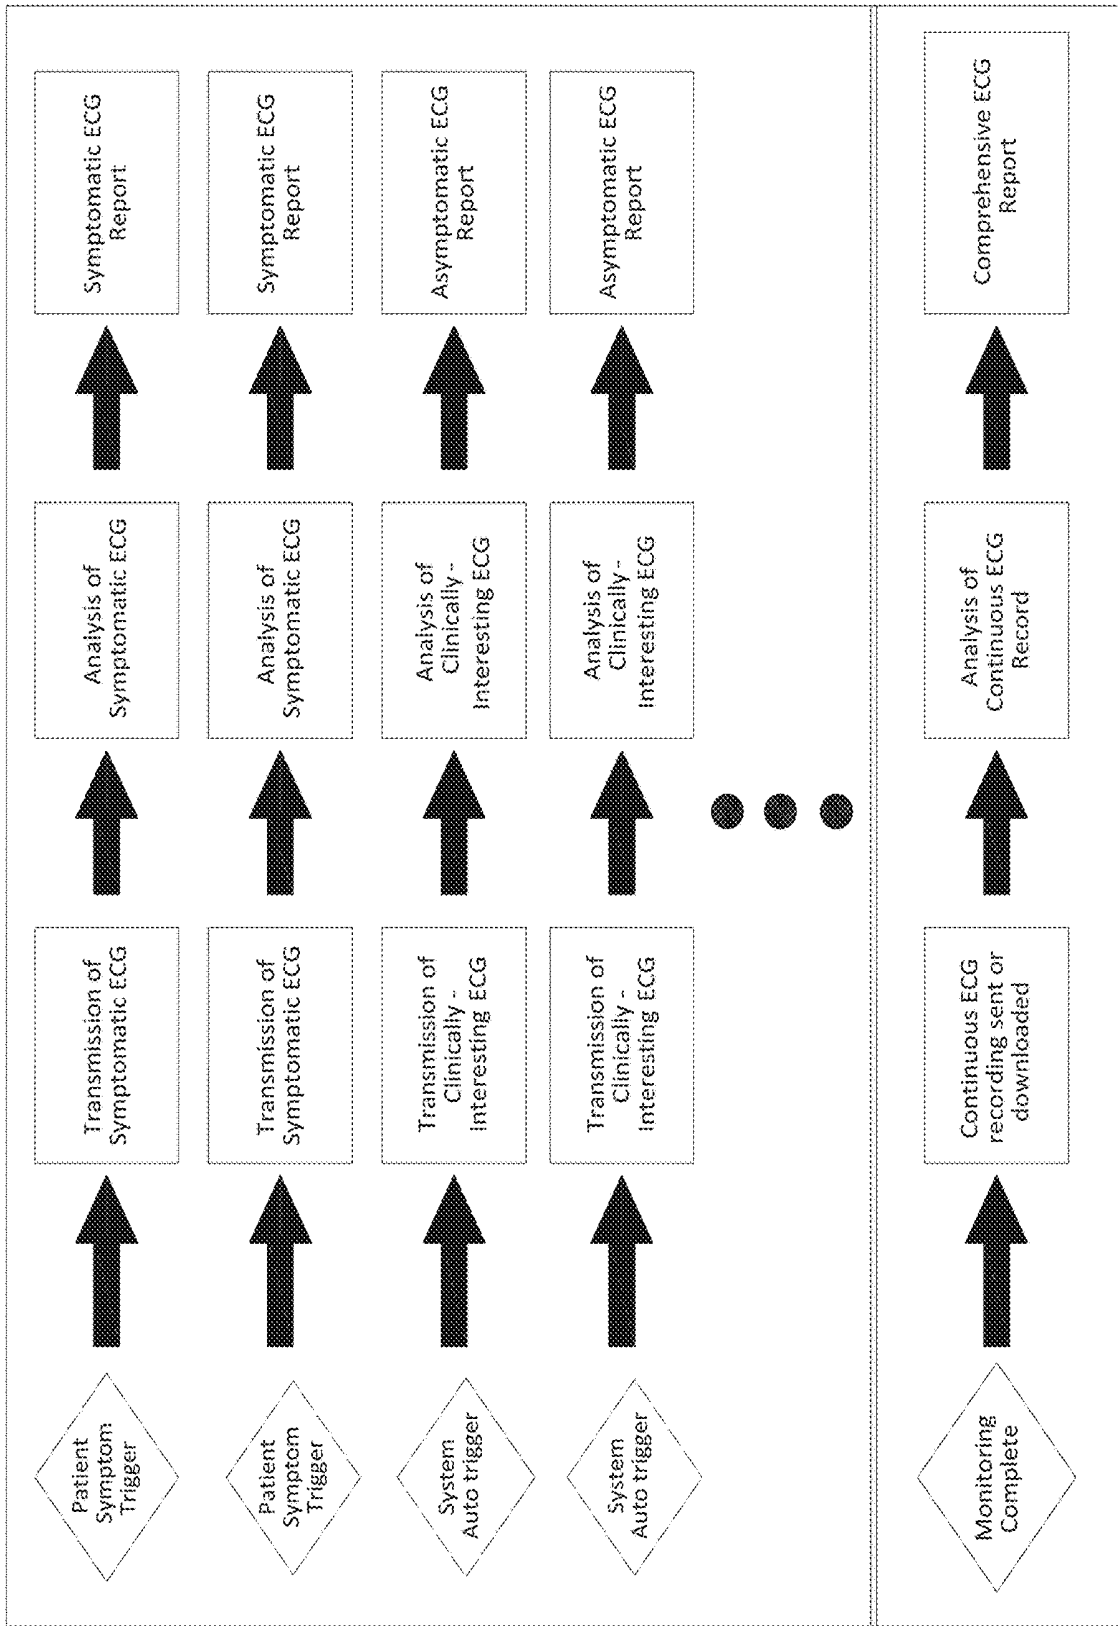 Patient
Symptom
Trigger
Transmission of
Symptomatic ECG
Analysis of
Symptomatic ECG
Symptomatic ECG
Report
Patient
Symptom
Trigger
Transmission of
Symptomatic ECG
Analysis of
Symptomatic ECG
Symptomatic ECG
Report
System
Auto trigger
Transmission of
Clinically -
Interesting ECG
Analysis of
Clinically -
Interesting ECG
Asymptomatic ECG
Report
System
Auto trigger
Transmission of
Clinically -
Interesting ECG
Analysis of
Clinically -
Interesting ECG
Asymptomatic ECG
Report
Monitoring
Complete
Continuous ECG
recording sent or
downloaded
Analysis of
Continuous ECG
Record
Comprehensive ECG
Report